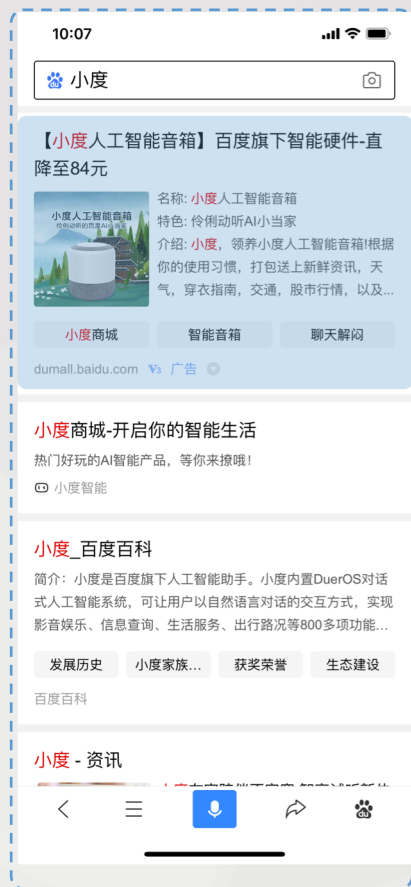 10:07
du 小度
【小度人工智能音箱】百度旗下智能硬件-直
降至84元
小度人工智能音箱
伶俐动听的百度AI小当家
名称: 小度人工智能音箱
特色: 伶俐动听AI小当家
介绍: 小度，领养小度人工智能音箱!根据
你的使用习惯，打包送上新鲜资讯，天
气，穿衣指南，交通，股市行情，以及...
小度商城 智能音箱 聊天解闷
dumall.baidu.com V3 广告
小度商城-开启你的智能生活
热门好玩的AI智能产品，等你来撩哦!
小度智能
小度_百度百科
简介：小度是百度旗下人工智能助手。小度内置DuerOS对话
式人工智能系统，可让用户以自然语言对话的交互方式，实现
影音娱乐、信息查询、生活服务、出行路况等800多项功能...
发展历史 小度家族... 获奖荣誉 生态建设
百度百科
小度 - 资讯
du